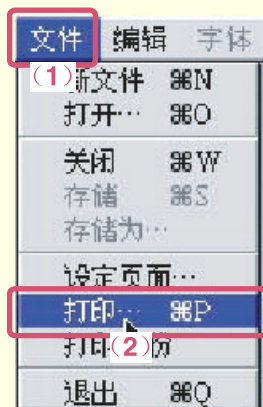 文件 编辑 字体
(1)新文件 ⌘N
打开… ⌘O
关闭 ⌘W
存储 ⌘S
存储为…
设定页面…
打印… ⌘P
打印(2)份
退出 ⌘Q